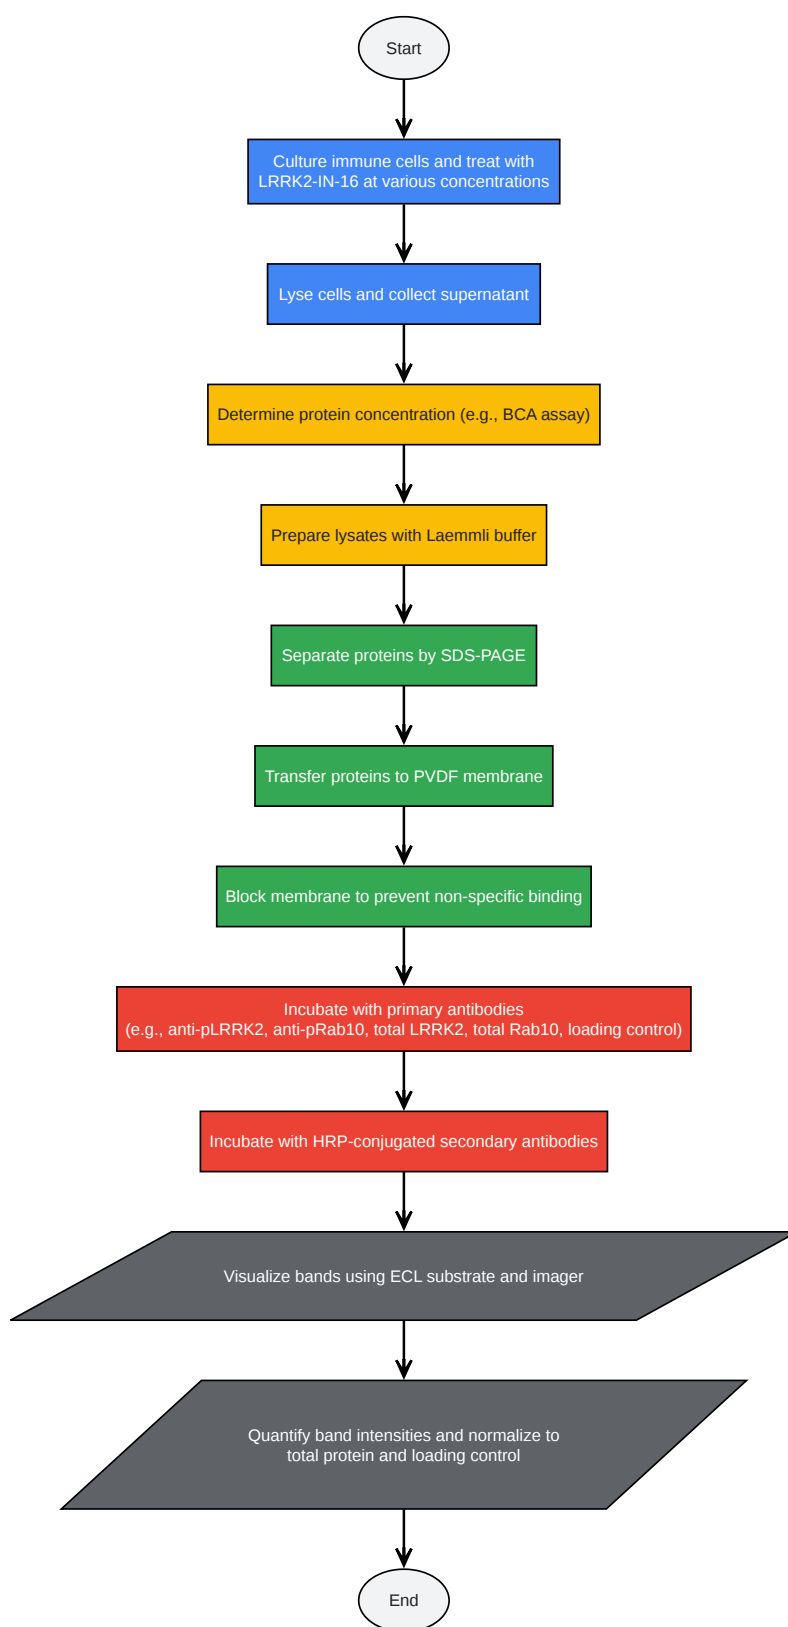 Start
Culture immune cells and treat with
LRRK2-IN-16 at various concentrations
Lyse cells and collect supernatant
Determine protein concentration (e.g., BCA assay)
Prepare lysates with Laemmli buffer
Separate proteins by SDS-PAGE
Transfer proteins to PVDF membrane
Block membrane to prevent non-specific binding
Incubate with primary antibodies
(e.g., anti-pLRRK2, anti-pRab10, total LRRK2, total Rab10, loading control)
Incubate with HRP-conjugated secondary antibodies
Visualize bands using ECL substrate and imager
Quantify band intensities and normalize to
total protein and loading control
End